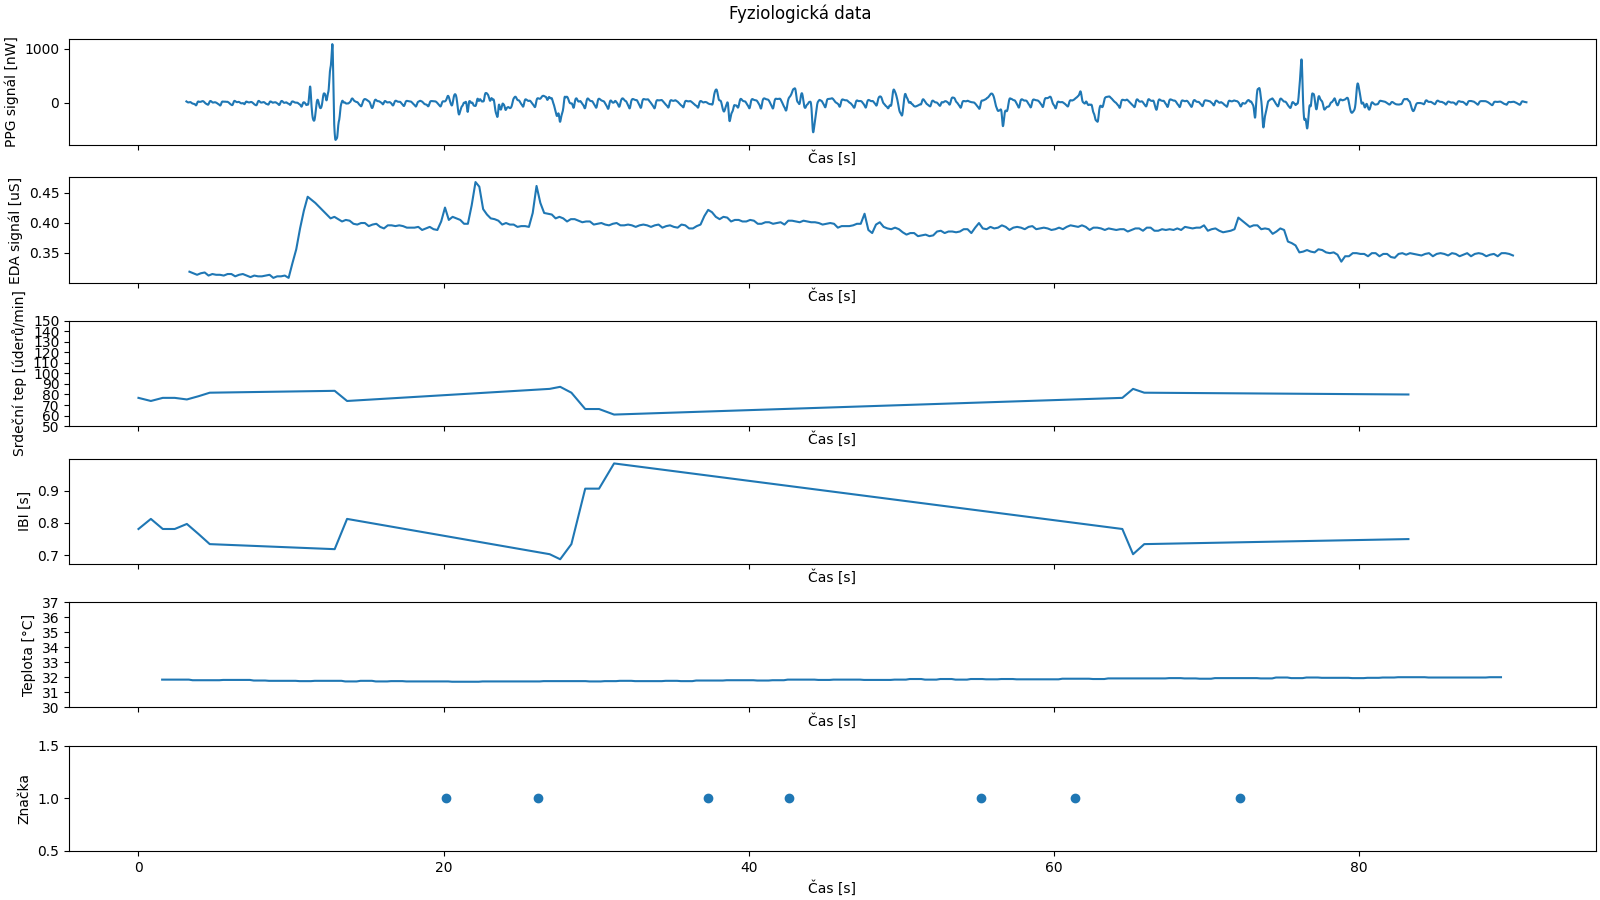 Fyziologická data
PPG signál [nW]
1000
0
Čas [s]
EDA signál [uS]
0.45
0.40
0.35
Čas [s]
Srdeční tep [úderů/min]
150
140
130
120
110
100
90
80
70
60
50
Čas [s]
IBI [s]
0.9
0.8
0.7
Čas [s]
Teplota [°C]
37
36
35
34
33
32
31
30
Čas [s]
Značka
1.5
1.0
0.5
0 20 40 60 80
Čas [s]